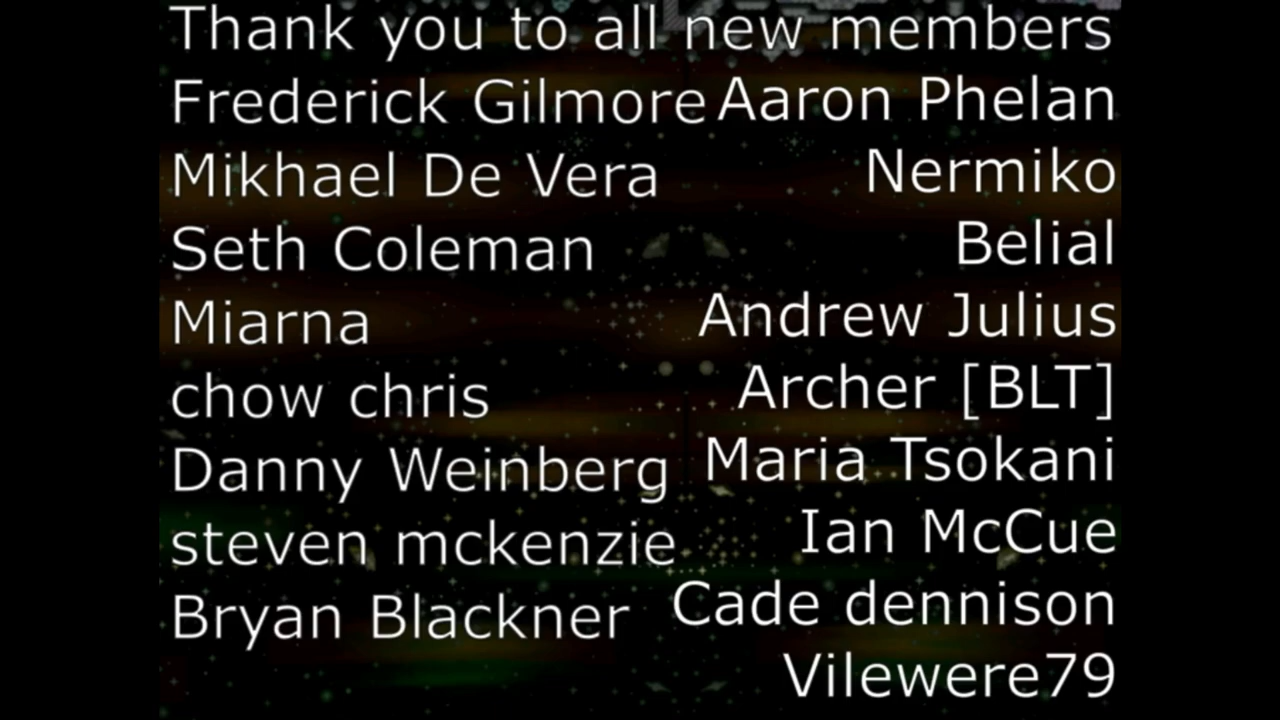 Thank you to all new members
Frederick Gilmore
Mikhael De Vera
Seth Coleman
Miarna
chow chris
Danny Weinberg
steven mckenzie
Bryan Blackner
Aaron Phelan
Nermiko
Belial
Andrew Julius
Archer [BLT]
Maria Tsokani
Ian McCue
Cade dennison
Vilewere79